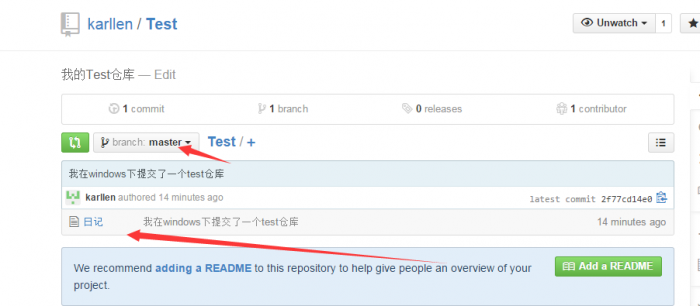 karllen / Test
Unwatch 1
我的Test仓库 — Edit
1 commit 1 branch 0 releases 1 contributor
branch: master Test / +
我在windows下提交了一个test仓库
karllen authored 14 minutes ago latest commit 2f77cd14e0
日记 我在windows下提交了一个test仓库 14 minutes ago
We recommend adding a README to this repository to help give people an overview of your
project.
Add a README